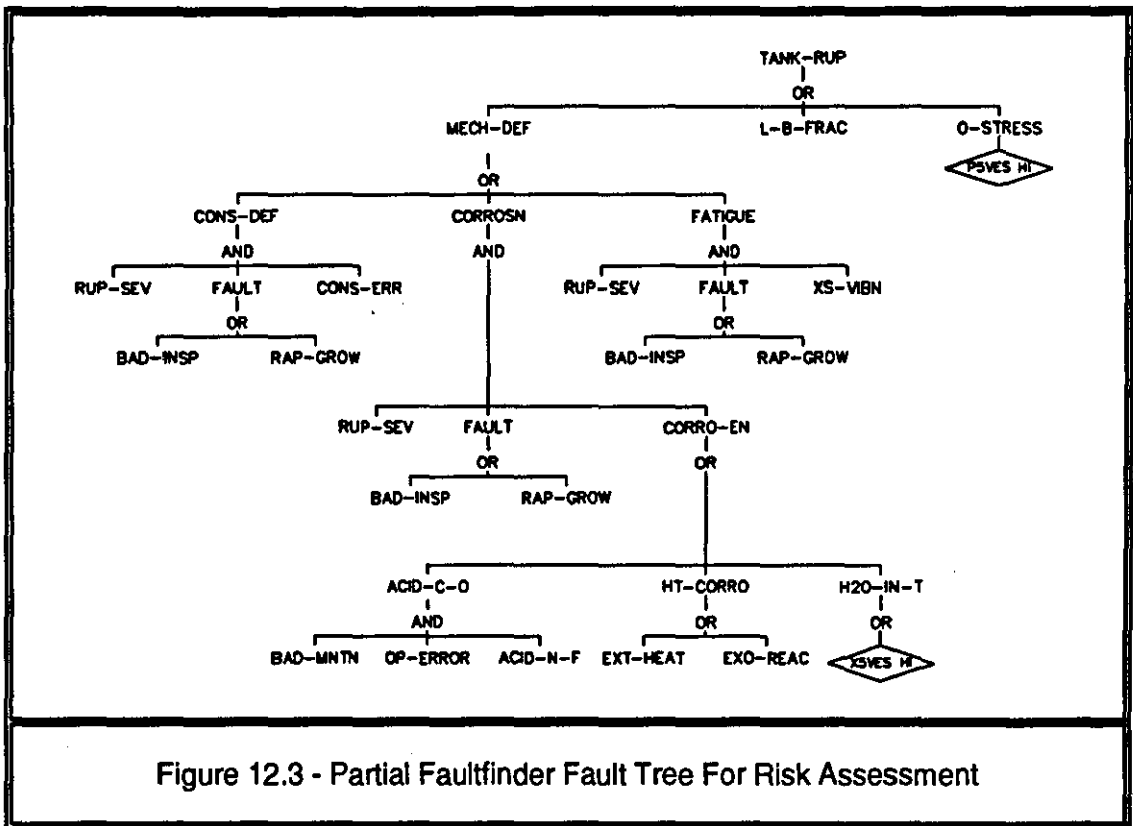 TANK-RUP
OR
MECH-DEF L-B-FRAC O-STRESS
P5VES HI
OR
CONS-DEF CORROSN FATIGUE
AND AND AND
RUP-SEV FAULT CONS-ERR RUP-SEV FAULT XS-VIBN
OR OR
BAD-INSP RAP-GROW BAD-INSP RAP-GROW
RUP-SEV FAULT CORRO-EN
OR OR
BAD-INSP RAP-GROW
ACID-C-O HT-CORRO H2O-IN-T
AND OR OR
BAD-MNTN OP-ERROR ACID-N-F EXT-HEAT EXO-REAC X5VES HI
Figure 12.3 - Partial Faultfinder Fault Tree For Risk Assessment